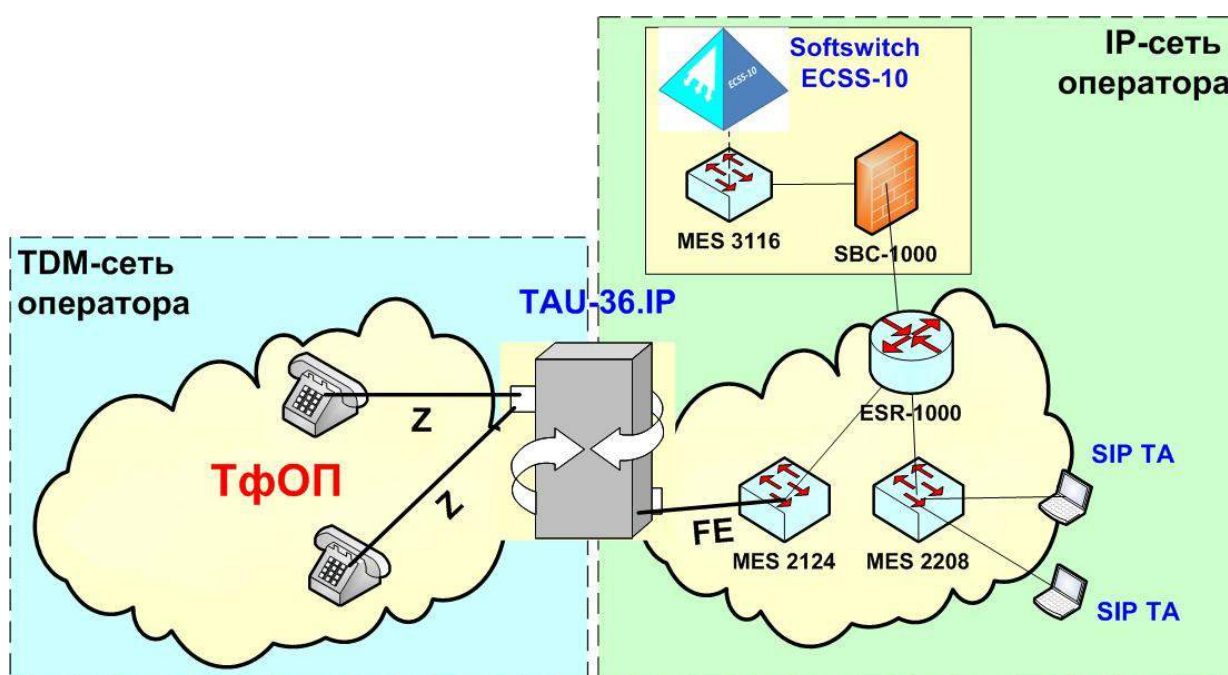 Softswitch
ECSS-10
ECSS-10
IP-сеть
оператора
MES 3116
SBC-1000
TDM-сеть
оператора
TAU-36.IP
ESR-1000
Z
ТфОП
Z
SIP TA
FE
MES 2124
MES 2208
SIP TA